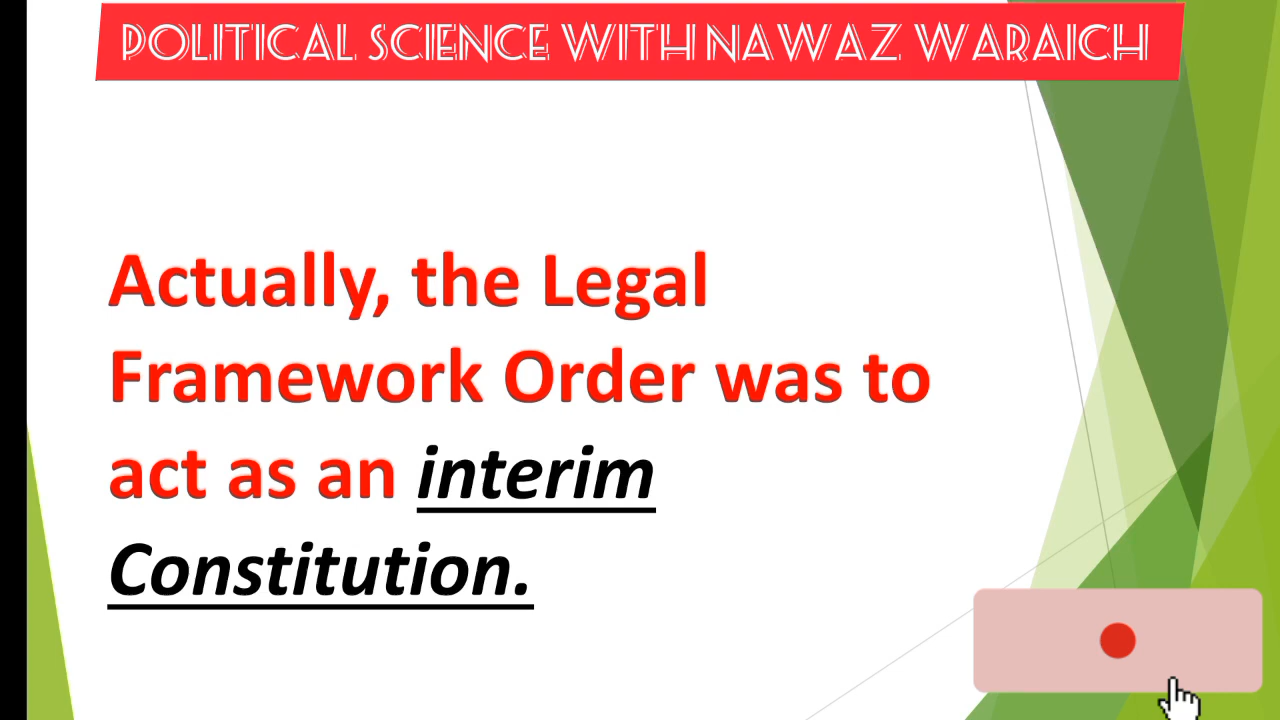 POLITICAL SCIENCE WITH NAWAZ WARAICH
Actually, the Legal
Framework Order was to
act as an interim
Constitution.